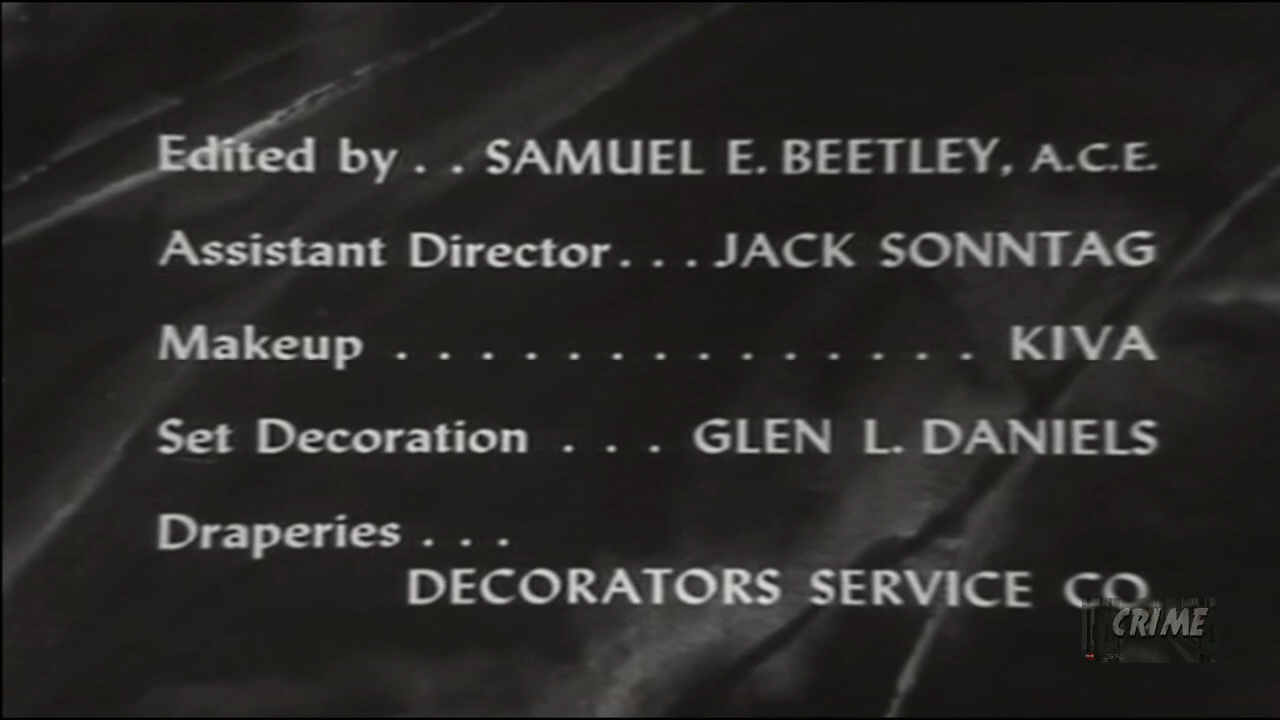 Edited by . . SAMUEL E. BEETLEY, A.C.E.
Assistant Director . . . JACK SONNTAG
Makeup . . . . . . . . . . . . . . KIVA
Set Decoration . . . GLEN L. DANIELS
Draperies . . .
DECORATORS SERVICE CO.
CRIME